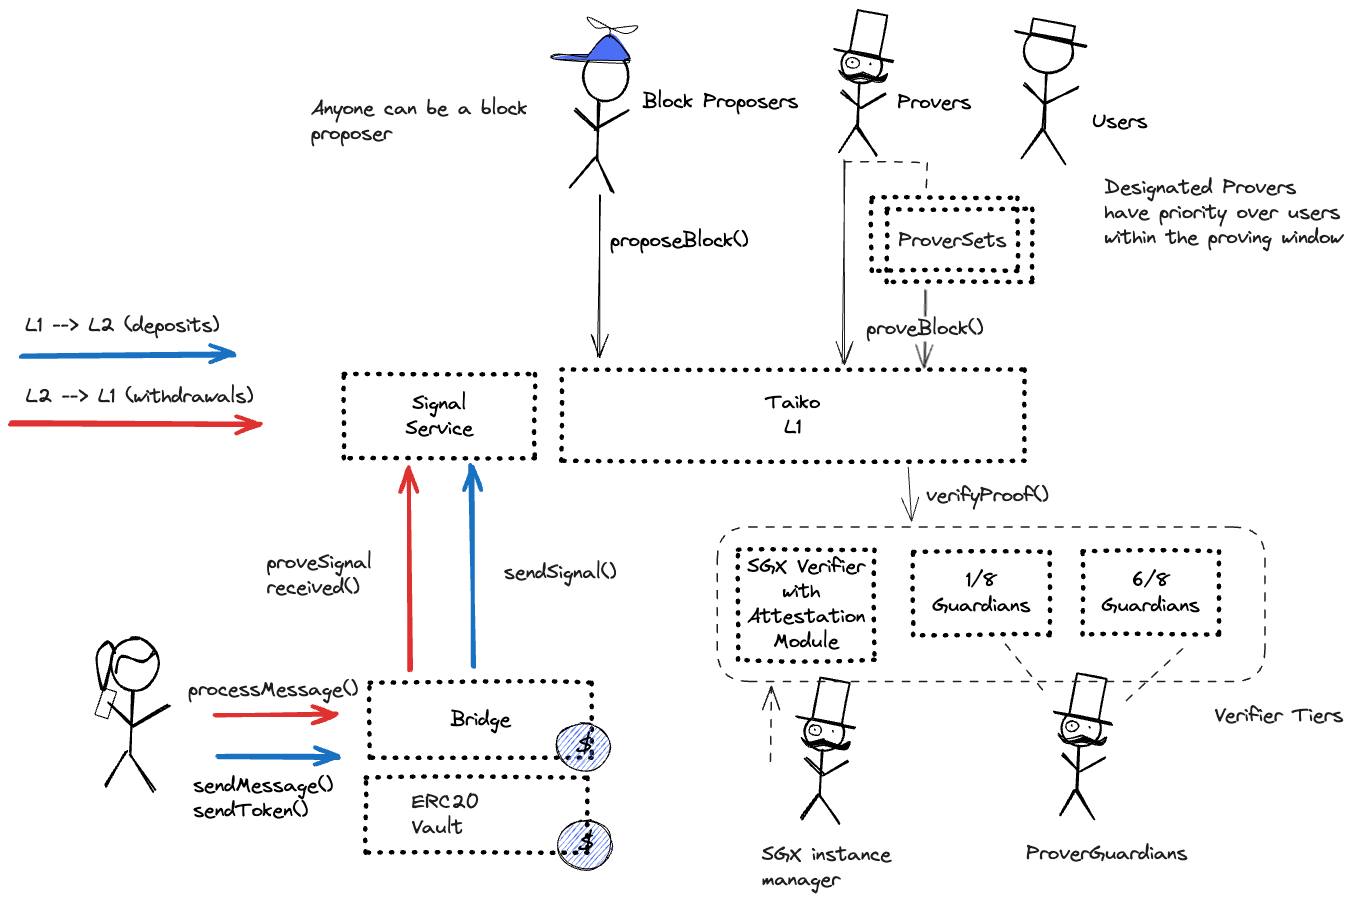 Anyone can be a block
proposer
Block Proposers
Provers
Users
Designated Provers
have priority over users
within the proving window
proposeBlock()
ProverSets
proveBlock()
L1 --> L2 (deposits)
L2 --> L1 (withdrawals)
Signal
Service
Taiko
L1
verifyProof()
proveSignal
received()
sendSignal()
SGX Verifier
with
Attestation
Module
1/8
Guardians
6/8
Guardians
Verifier Tiers
processMessage()
sendMessage()
sendToken()
Bridge
$
ERC20
Vault
$
SGX instance
manager
ProverGuardians